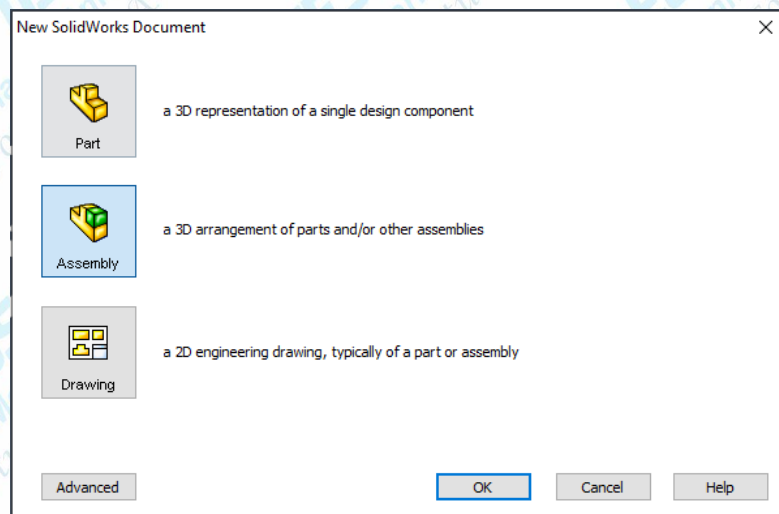 New SolidWorks Document
Part
a 3D representation of a single design component
Assembly
a 3D arrangement of parts and/or other assemblies
Drawing
a 2D engineering drawing, typically of a part or assembly
Advanced
OK
Cancel
Help